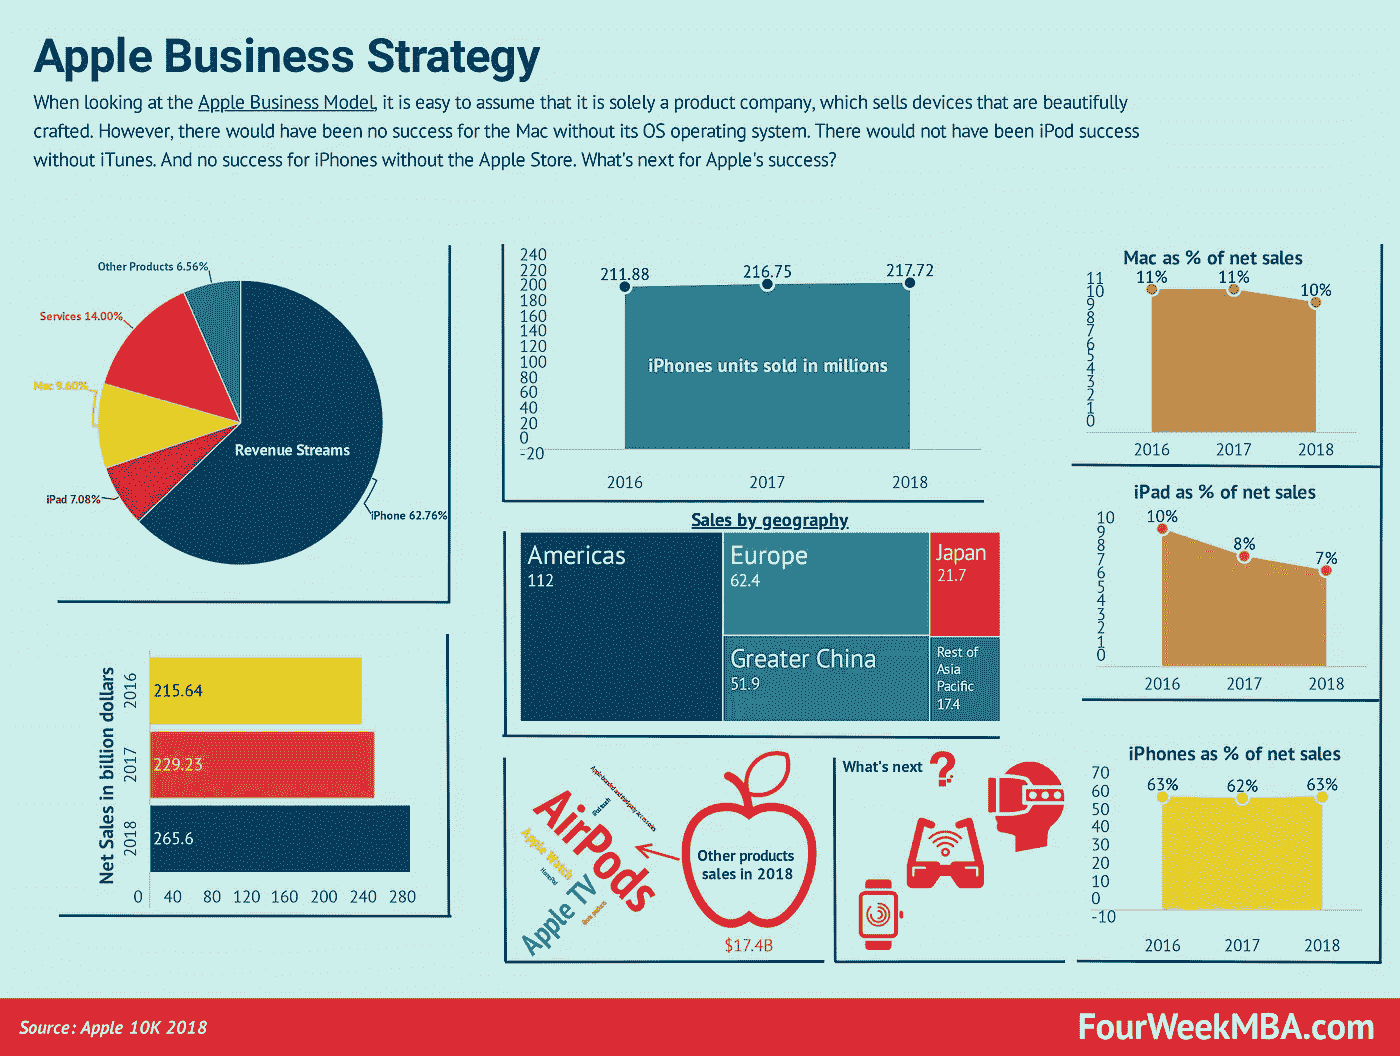 Apple Business Strategy
When looking at the Apple Business Model, it is easy to assume that it is solely a product company, which sells devices that are beautifully
crafted. However, there would have been no success for the Mac without its OS operating system. There would not have been iPod success
without iTunes. And no success for iPhones without the Apple Store. What's next for Apple's success?
Other Products 6.56%
Services 14.00%
Mac 9.60%
iPad 7.08%
Revenue Streams
iPhone 62.76%
Net Sales in billion dollars
2016
215.64
2017
229.23
2018
265.6
0 40 80 120 160 200 240 280
240
220
200
180
160
140
120
100
80
60
40
20
0
-20
211.88
216.75
217.72
iPhones units sold in millions
2016 2017 2018
Sales by geography
Americas
112
Europe
62.4
Japan
21.7
Greater China
51.9
Rest of
Asia
Pacific
17.4
Apple-branded and third-party accessories
iPod touch
AirPods
Apple Watch
HomePod
Apple TV
Beats products
Other products
sales in 2018
$17.4B
What's next
?
Mac as % of net sales
11
10
9
8
7
6
5
4
3
2
1
0
11% 11% 10%
2016 2017 2018
iPad as % of net sales
10
9
8
7
6
5
4
3
2
1
0
10%
8%
7%
2016 2017 2018
iPhones as % of net sales
70
60
50
40
30
20
10
0
-10
63% 62% 63%
2016 2017 2018
Source: Apple 10K 2018
FourWeekMBA.com